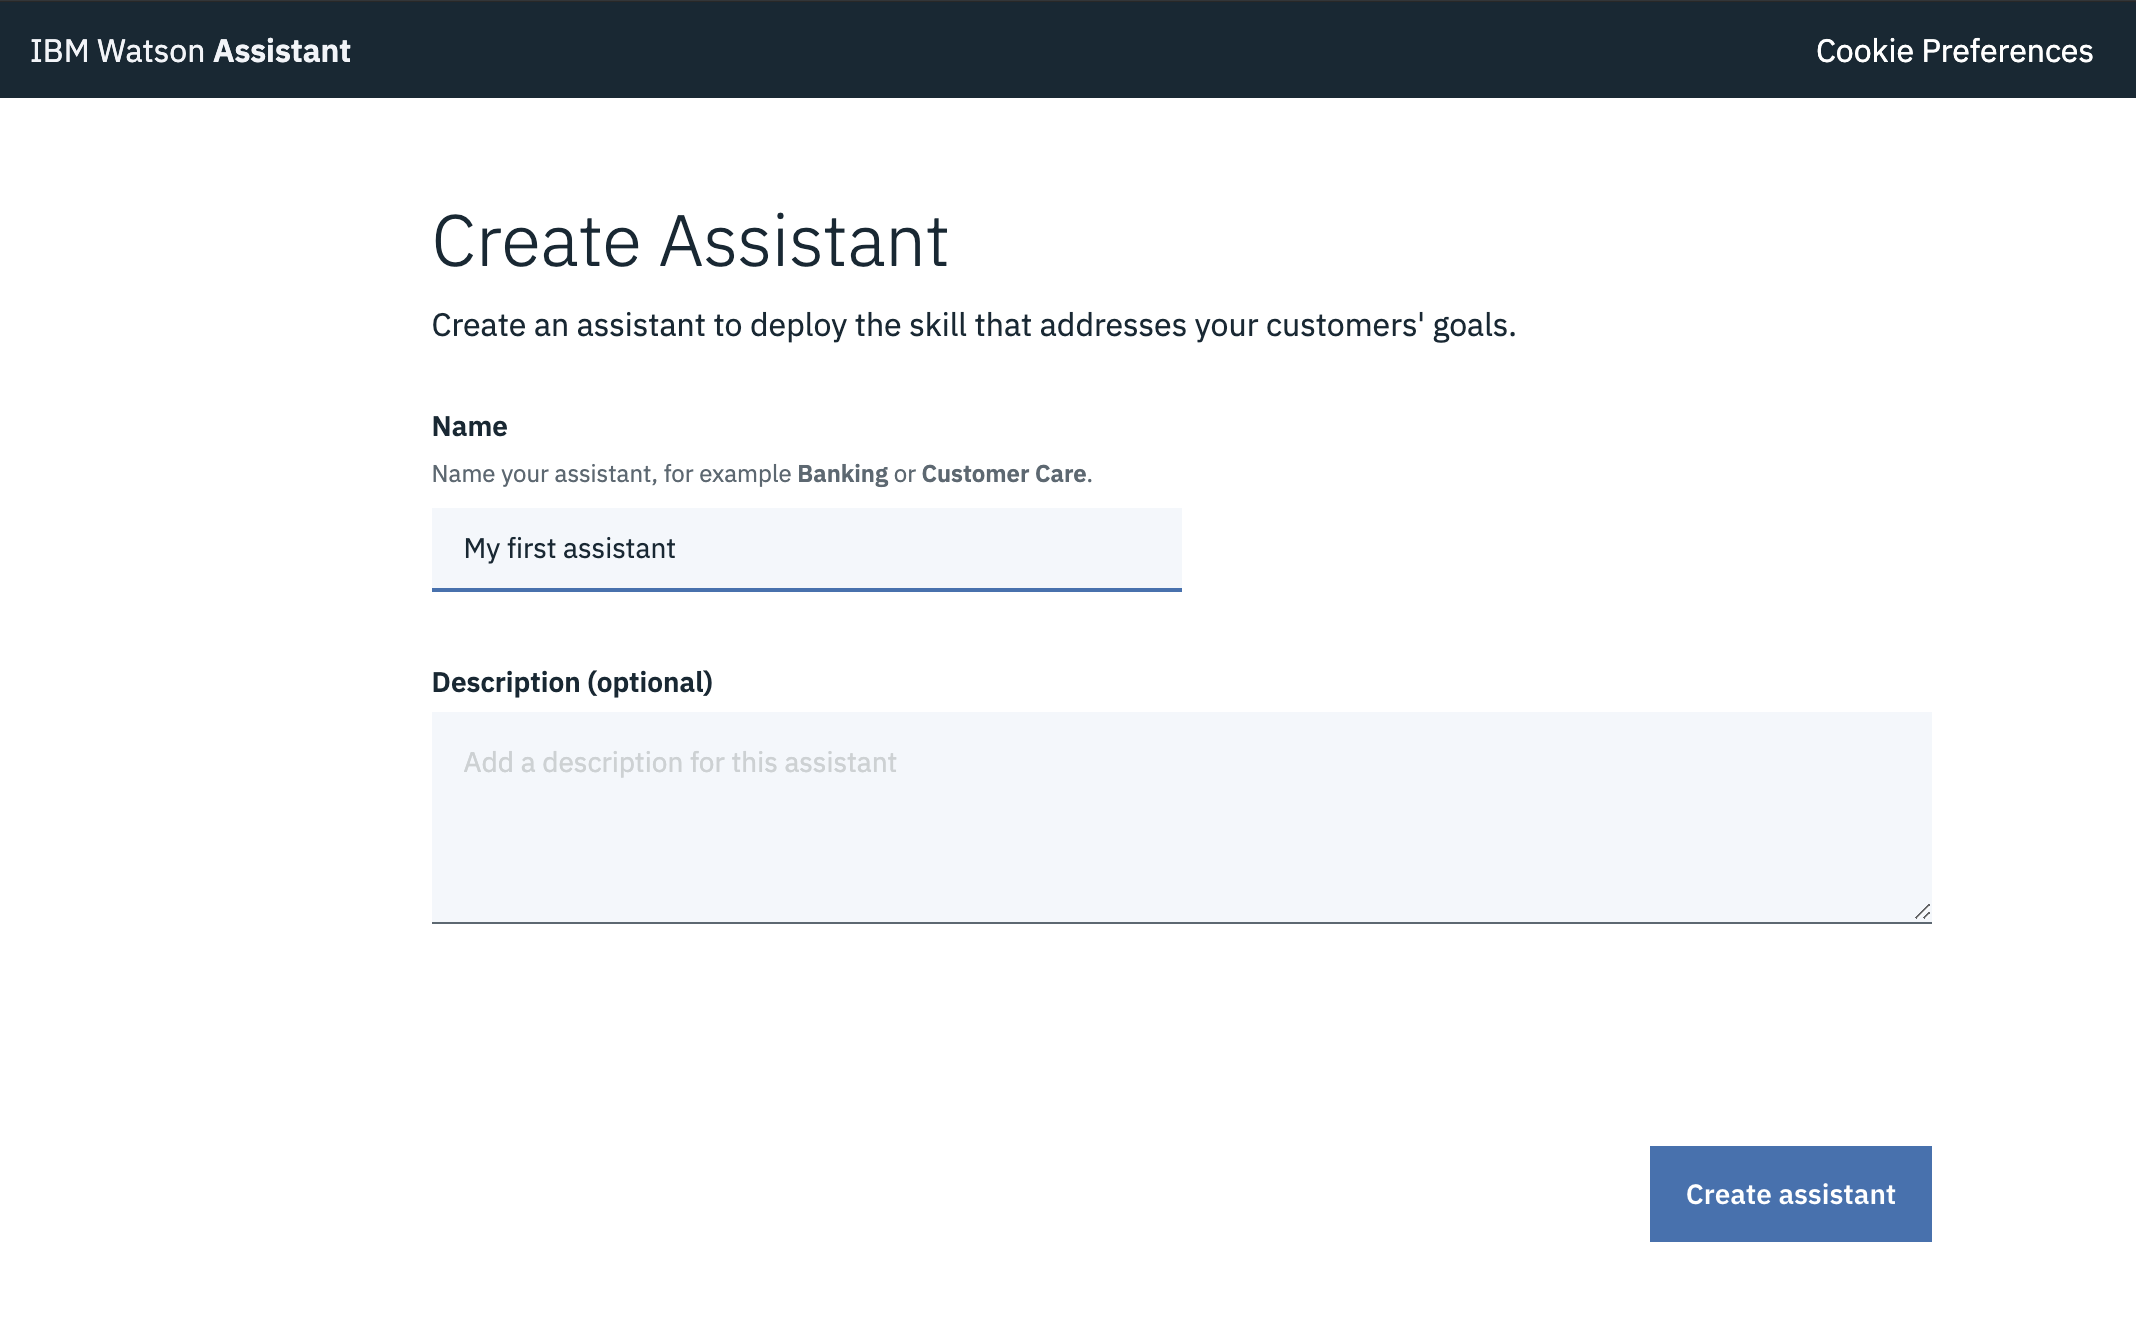 IBM Watson Assistant
Cookie Preferences
Create Assistant
Create an assistant to deploy the skill that addresses your customers' goals.
Name
Name your assistant, for example Banking or Customer Care.
My first assistant
Description (optional)
Add a description for this assistant
Create assistant